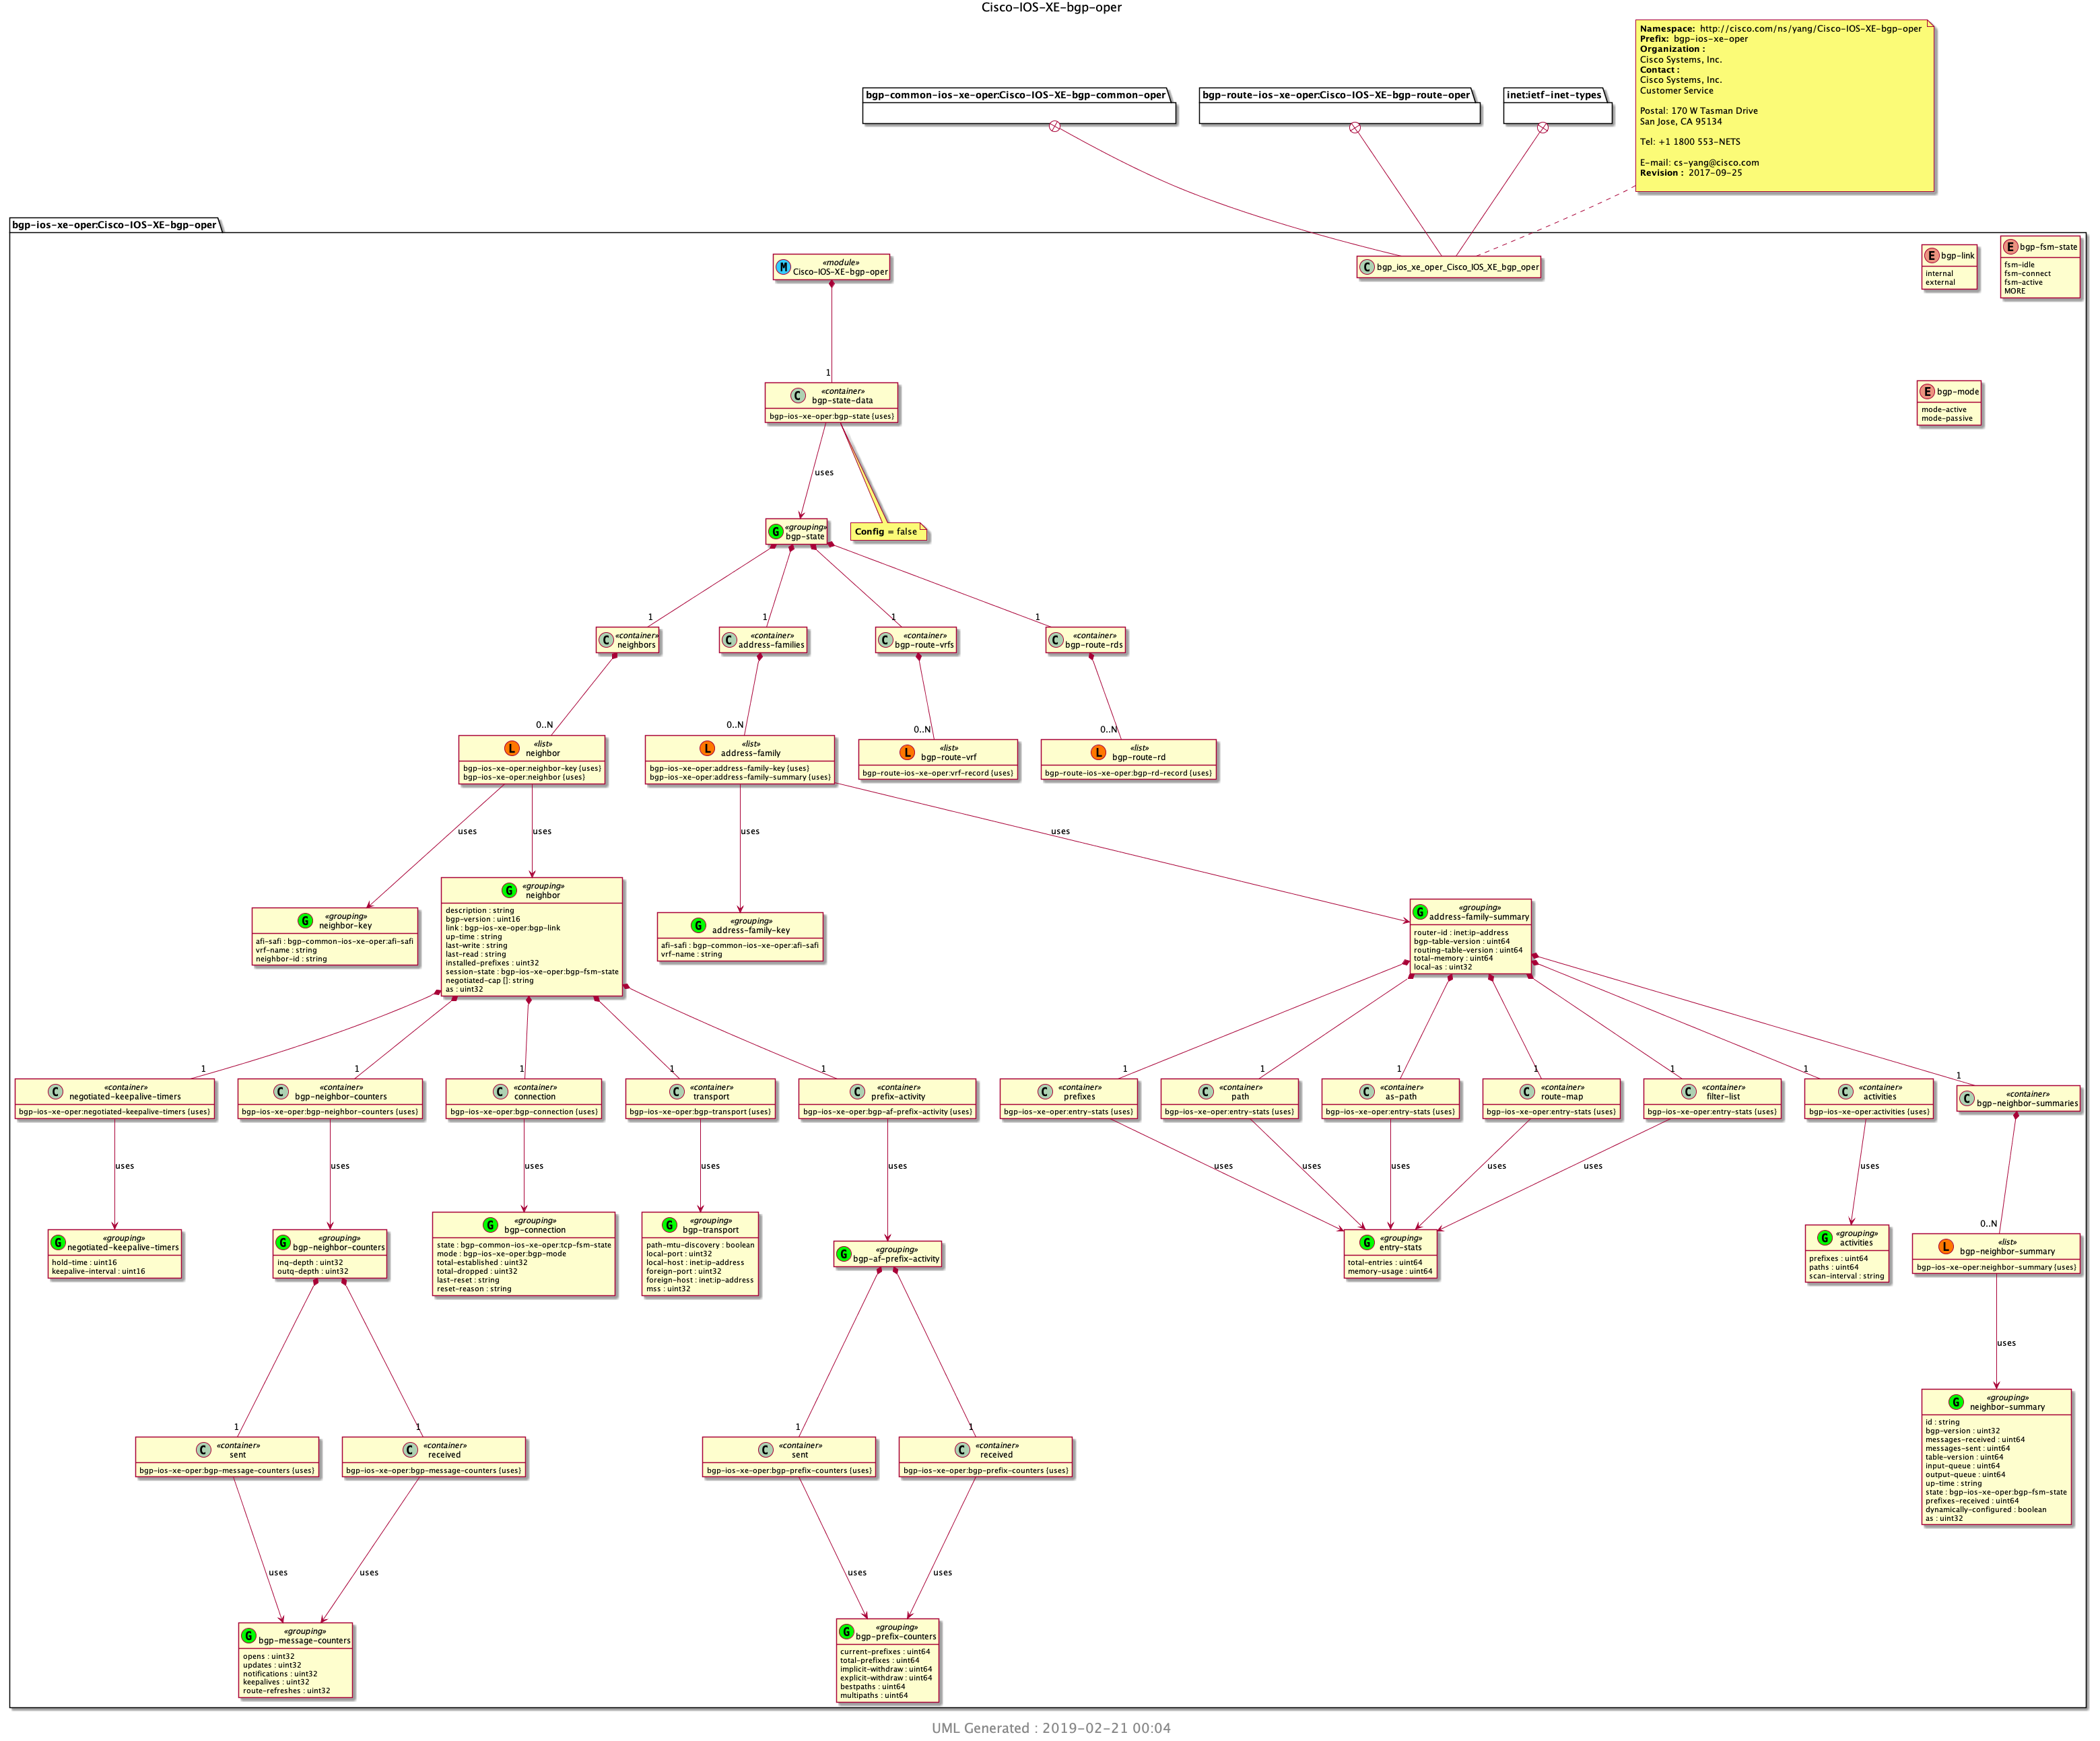 Cisco-IOS-XE-bgp-oper
Namespace: http://cisco.com/ns/yang/Cisco-IOS-XE-bgp-oper
Prefix: bgp-ios-xe-oper
Organization :
Cisco Systems, Inc.
Contact :
Cisco Systems, Inc.
Customer Service
Postal: 170 W Tasman Drive
San Jose, CA 95134
Tel: +1 1800 553-NETS
E-mail: cs-yang@cisco.com
Revision : 2017-09-25
bgp-common-ios-xe-oper:Cisco-IOS-XE-bgp-common-oper
bgp-route-ios-xe-oper:Cisco-IOS-XE-bgp-route-oper
inet:ietf-inet-types
bgp-ios-xe-oper:Cisco-IOS-XE-bgp-oper
M
«module»
Cisco-IOS-XE-bgp-oper
C
bgp_ios_xe_oper_Cisco_IOS_XE_bgp_oper
E
bgp-link
internal
external
E
bgp-fsm-state
fsm-idle
fsm-connect
fsm-active
MORE
1
C
«container»
bgp-state-data
bgp-ios-xe-oper:bgp-state {uses}
E
bgp-mode
mode-active
mode-passive
uses
G
«grouping»
bgp-state
Config = false
1
1
1
1
C
«container»
neighbors
C
«container»
address-families
C
«container»
bgp-route-vrfs
C
«container»
bgp-route-rds
0..N
0..N
0..N
0..N
L
«list»
neighbor
bgp-ios-xe-oper:neighbor-key {uses}
bgp-ios-xe-oper:neighbor {uses}
L
«list»
address-family
bgp-ios-xe-oper:address-family-key {uses}
bgp-ios-xe-oper:address-family-summary {uses}
L
«list»
bgp-route-vrf
bgp-route-ios-xe-oper:vrf-record {uses}
L
«list»
bgp-route-rd
bgp-route-ios-xe-oper:bgp-rd-record {uses}
uses
uses
uses
uses
G
«grouping»
neighbor-key
afi-safi : bgp-common-ios-xe-oper:afi-safi
vrf-name : string
neighbor-id : string
G
«grouping»
neighbor
description : string
bgp-version : uint16
link : bgp-ios-xe-oper:bgp-link
up-time : string
last-write : string
last-read : string
installed-prefixes : uint32
session-state : bgp-ios-xe-oper:bgp-fsm-state
negotiated-cap []: string
as : uint32
G
«grouping»
address-family-key
afi-safi : bgp-common-ios-xe-oper:afi-safi
vrf-name : string
G
«grouping»
address-family-summary
router-id : inet:ip-address
bgp-table-version : uint64
routing-table-version : uint64
total-memory : uint64
local-as : uint32
1
1
1
1
1
1
1
1
1
1
1
1
C
«container»
negotiated-keepalive-timers
bgp-ios-xe-oper:negotiated-keepalive-timers {uses}
C
«container»
bgp-neighbor-counters
bgp-ios-xe-oper:bgp-neighbor-counters {uses}
C
«container»
connection
bgp-ios-xe-oper:bgp-connection {uses}
C
«container»
transport
bgp-ios-xe-oper:bgp-transport {uses}
C
«container»
prefix-activity
bgp-ios-xe-oper:bgp-af-prefix-activity {uses}
C
«container»
prefixes
bgp-ios-xe-oper:entry-stats {uses}
C
«container»
path
bgp-ios-xe-oper:entry-stats {uses}
C
«container»
as-path
bgp-ios-xe-oper:entry-stats {uses}
C
«container»
route-map
bgp-ios-xe-oper:entry-stats {uses}
C
«container»
filter-list
bgp-ios-xe-oper:entry-stats {uses}
C
«container»
activities
bgp-ios-xe-oper:activities {uses}
C
«container»
bgp-neighbor-summaries
uses
uses
uses
uses
uses
uses
uses
uses
uses
uses
uses
0..N
G
«grouping»
negotiated-keepalive-timers
hold-time : uint16
keepalive-interval : uint16
G
«grouping»
bgp-neighbor-counters
inq-depth : uint32
outq-depth : uint32
G
«grouping»
bgp-connection
state : bgp-common-ios-xe-oper:tcp-fsm-state
mode : bgp-ios-xe-oper:bgp-mode
total-established : uint32
total-dropped : uint32
last-reset : string
reset-reason : string
G
«grouping»
bgp-transport
path-mtu-discovery : boolean
local-port : uint32
local-host : inet:ip-address
foreign-port : uint32
foreign-host : inet:ip-address
mss : uint32
G
«grouping»
bgp-af-prefix-activity
G
«grouping»
entry-stats
total-entries : uint64
memory-usage : uint64
G
«grouping»
activities
prefixes : uint64
paths : uint64
scan-interval : string
L
«list»
bgp-neighbor-summary
bgp-ios-xe-oper:neighbor-summary {uses}
uses
1
1
1
1
C
«container»
sent
bgp-ios-xe-oper:bgp-message-counters {uses}
C
«container»
received
bgp-ios-xe-oper:bgp-message-counters {uses}
C
«container»
sent
bgp-ios-xe-oper:bgp-prefix-counters {uses}
C
«container»
received
bgp-ios-xe-oper:bgp-prefix-counters {uses}
G
«grouping»
neighbor-summary
id : string
bgp-version : uint32
messages-received : uint64
messages-sent : uint64
table-version : uint64
input-queue : uint64
output-queue : uint64
up-time : string
state : bgp-ios-xe-oper:bgp-fsm-state
prefixes-received : uint64
dynamically-configured : boolean
as : uint32
uses
uses
uses
uses
G
«grouping»
bgp-message-counters
opens : uint32
updates : uint32
notifications : uint32
keepalives : uint32
route-refreshes : uint32
G
«grouping»
bgp-prefix-counters
current-prefixes : uint64
total-prefixes : uint64
implicit-withdraw : uint64
explicit-withdraw : uint64
bestpaths : uint64
multipaths : uint64
UML Generated : 2019-02-21 00:04